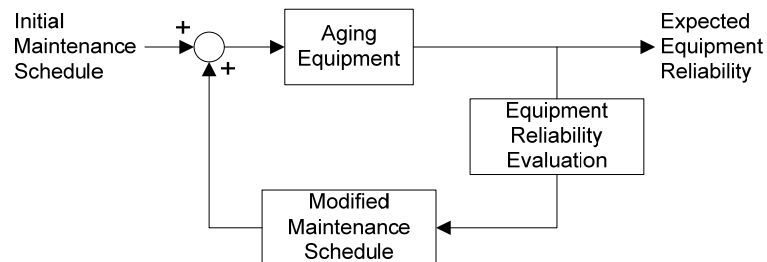 Initial
Maintenance
Schedule
+
+
Aging
Equipment
Expected
Equipment
Reliability
Equipment
Reliability
Evaluation
Modified
Maintenance
Schedule